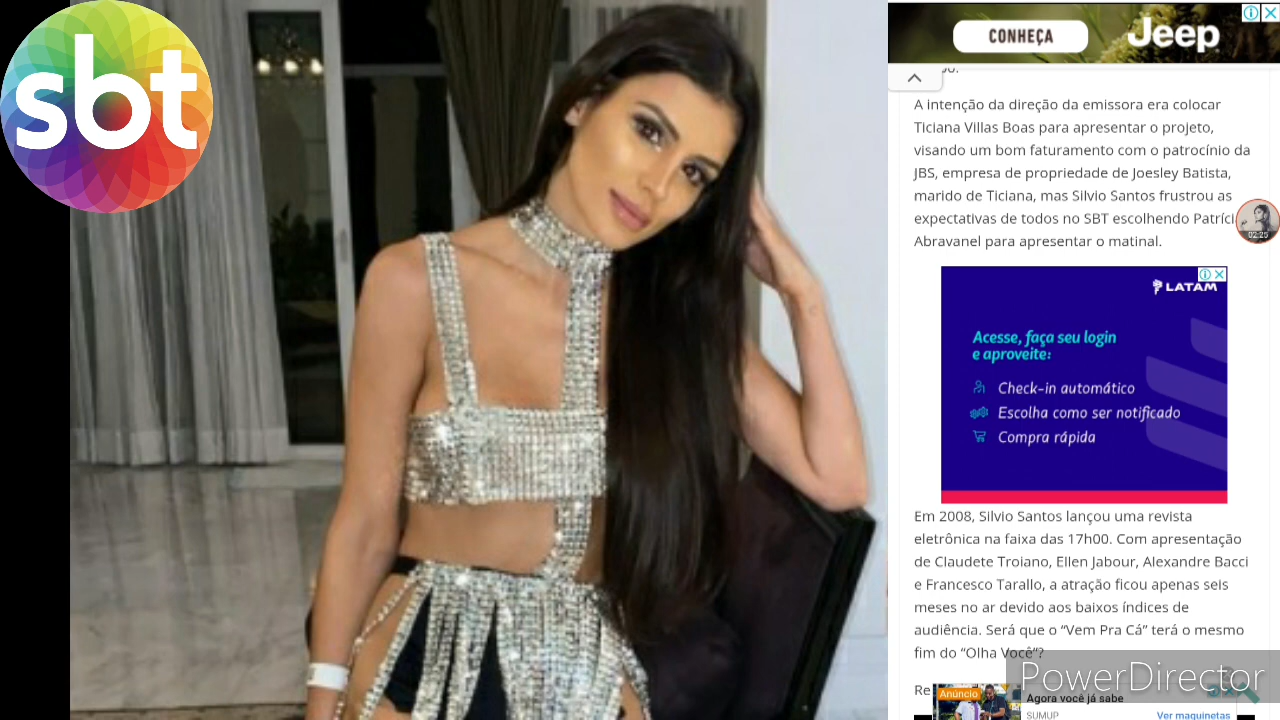 sbt
CONHEÇA
Jeep
A intenção da direção da emissora era colocar
Ticiana Villas Boas para apresentar o projeto,
visando um bom faturamento com o patrocínio da
JBS, empresa de propriedade de Joesley Batista,
marido de Ticiana, mas Silvio Santos frustrou as
expectativas de todos no SBT escolhendo Patríci
Abravanel para apresentar o matinal.
02:25
LATAM
Acesse, faça seu login
e aproveite:
Check-in automático
Escolha como ser notificado
Compra rápida
Em 2008, Silvio Santos lançou uma revista
eletrônica na faixa das 17h00. Com apresentação
de Claudete Troiano, Ellen Jabour, Alexandre Bacci
e Francesco Tarallo, a atração ficou apenas seis
meses no ar devido aos baixos índices de
audiência. Será que o “Vem Pra Cá” terá o mesmo
fim do “Olha Você”?
PowerDirector
Re
Anúncio
Agora você já sabe
SUMUP
Ver maquinetas